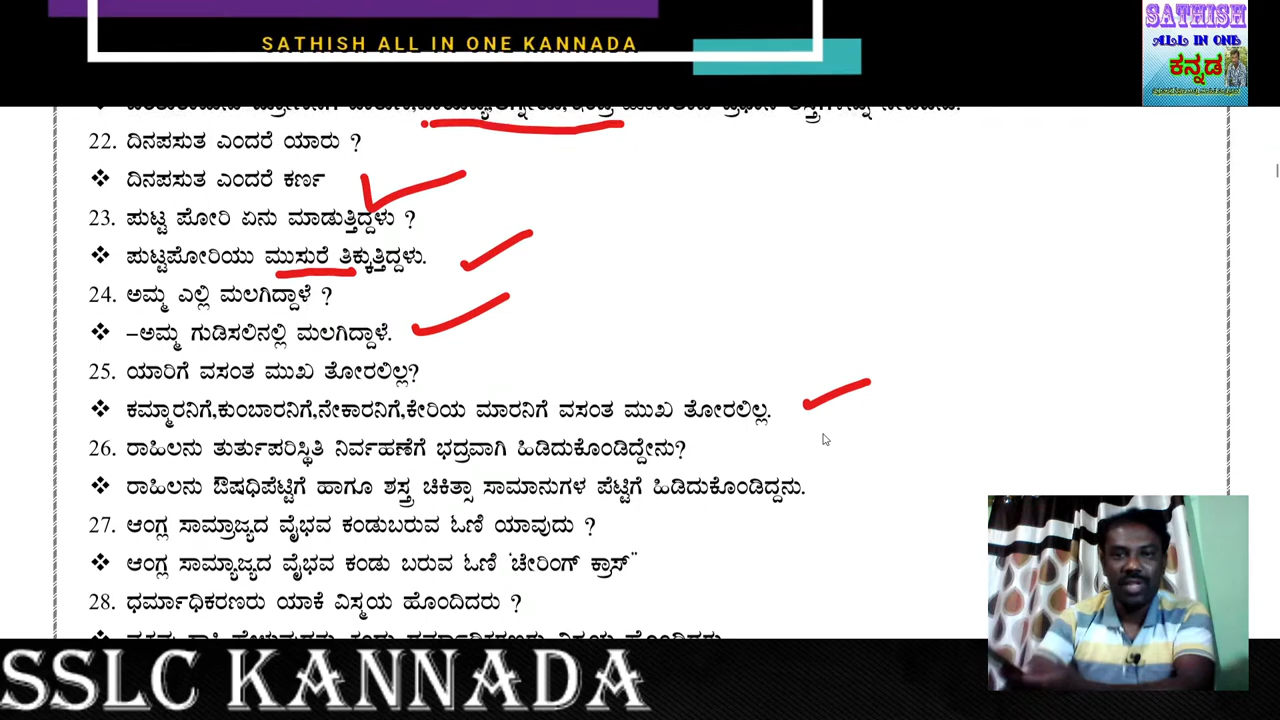 SATHISH ALL IN ONE KANNADA
SATHISH
ALL IN ONE
ಕನ್ನಡ
22. ದಿನಪಸುತ ಎಂದರೆ ಯಾರು ?
❖ ದಿನಪಸುತ ಎಂದರೆ ಕರ್ಣ
23. ಪುಟ್ಟ ಪೋರಿ ಏನು ಮಾಡುತ್ತಿದ್ದಳು ?
❖ ಪುಟ್ಟಪೋರಿಯು ಮುಸುರೆ ತಿಕ್ಕುತ್ತಿದ್ದಳು.
24. ಅಮ್ಮ ಎಲ್ಲಿ ಮಲಗಿದ್ದಾಳೆ ?
❖ –ಅಮ್ಮ ಗುಡಿಸಲಿನಲ್ಲಿ ಮಲಗಿದ್ದಾಳೆ.
25. ಯಾರಿಗೆ ವಸಂತ ಮುಖ ತೋರಲಿಲ್ಲ?
❖ ಕಮ್ಮಾರನಿಗೆ,ಕುಂಬಾರನಿಗೆ,ನೇಕಾರನಿಗೆ,ಕೇರಿಯ ಮಾರನಿಗೆ ವಸಂತ ಮುಖ ತೋರಲಿಲ್ಲ.
26. ರಾಹಿಲನು ತುರ್ತುಪರಿಸ್ಥಿತಿ ನಿರ್ವಹಣೆಗೆ ಭದ್ರವಾಗಿ ಹಿಡಿದುಕೊಂಡಿದ್ದೇನು?
❖ ರಾಹಿಲನು ಔಷಧಿಪೆಟ್ಟಿಗೆ ಹಾಗೂ ಶಸ್ತ್ರ ಚಿಕಿತ್ಸಾ ಸಾಮಾನುಗಳ ಪೆಟ್ಟಿಗೆ ಹಿಡಿದುಕೊಂಡಿದ್ದನು.
27. ಆಂಗ್ಲ ಸಾಮ್ರಾಜ್ಯದ ವೈಭವ ಕಂಡುಬರುವ ಓಣಿ ಯಾವುದು ?
❖ ಆಂಗ್ಲ ಸಾಮ್ಯಾಜ್ಯದ ವೈಭವ ಕಂಡು ಬರುವ ಓಣಿ ‘ಚೇರಿಂಗ್ ಕ್ರಾಸ್”
28. ಧರ್ಮಾಧಿಕರಣರು ಯಾಕೆ ವಿಸ್ಮಯ ಹೊಂದಿದರು ?
SSLC KANNADA